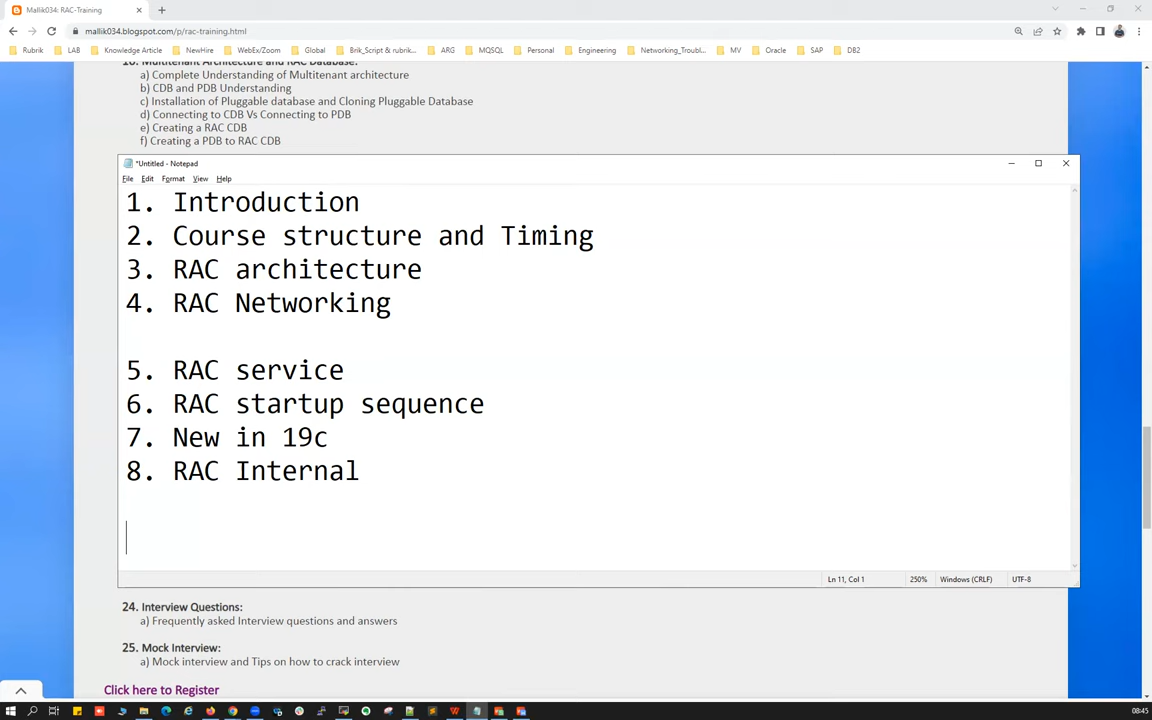 Mallik034: RAC-Training
mallik034.blogspot.com/p/rac-training.html
Rubrik
LAB
Knowledge Article
NewHire
WebEx/Zoom
Global
Brik_Script & rubrik...
ARG
MQSQL
Personal
Engineering
Networking_Troubl...
MV
Oracle
SAP
DB2
Multitenant Architecture and RAC Database:
a) Complete Understanding of Multitenant architecture
b) CDB and PDB Understanding
c) Installation of Pluggable database and Cloning Pluggable Database
d) Connecting to CDB Vs Connecting to PDB
e) Creating a RAC CDB
f) Creating a PDB to RAC CDB
*Untitled - Notepad
File Edit Format View Help
1. Introduction
2. Course structure and Timing
3. RAC architecture
4. RAC Networking
5. RAC service
6. RAC startup sequence
7. New in 19c
8. RAC Internal
Ln 11, Col 1
250%
Windows (CRLF)
UTF-8
24. Interview Questions:
a) Frequently asked Interview questions and answers
25. Mock Interview:
a) Mock interview and Tips on how to crack interview
Click here to Register
08:45